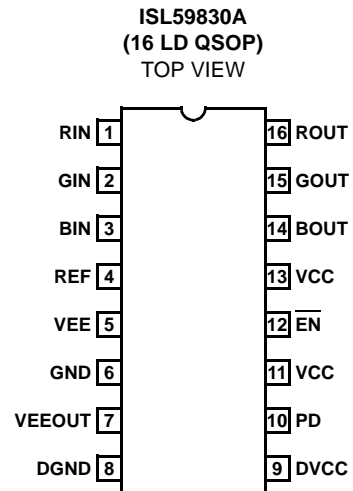 ISL59830A
(16 LD QSOP)
TOP VIEW
RIN 1 16 ROUT
GIN 2 15 GOUT
BIN 3 14 BOUT
REF 4 13 VCC
VEE 5 12 EN
GND 6 11 VCC
VEEOUT 7 10 PD
DGND 8 9 DVCC